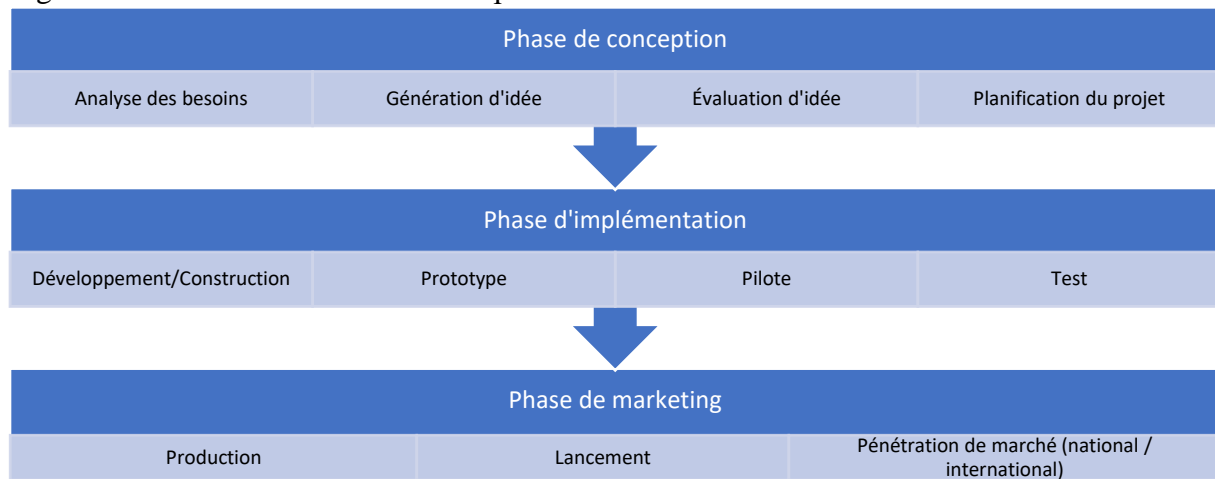 Phase de conception
Analyse des besoins
Génération d'idée
Évaluation d'idée
Planification du projet
Phase d'implémentation
Développement/Construction
Prototype
Pilote
Test
Phase de marketing
Production
Lancement
Pénétration de marché (national /
international)